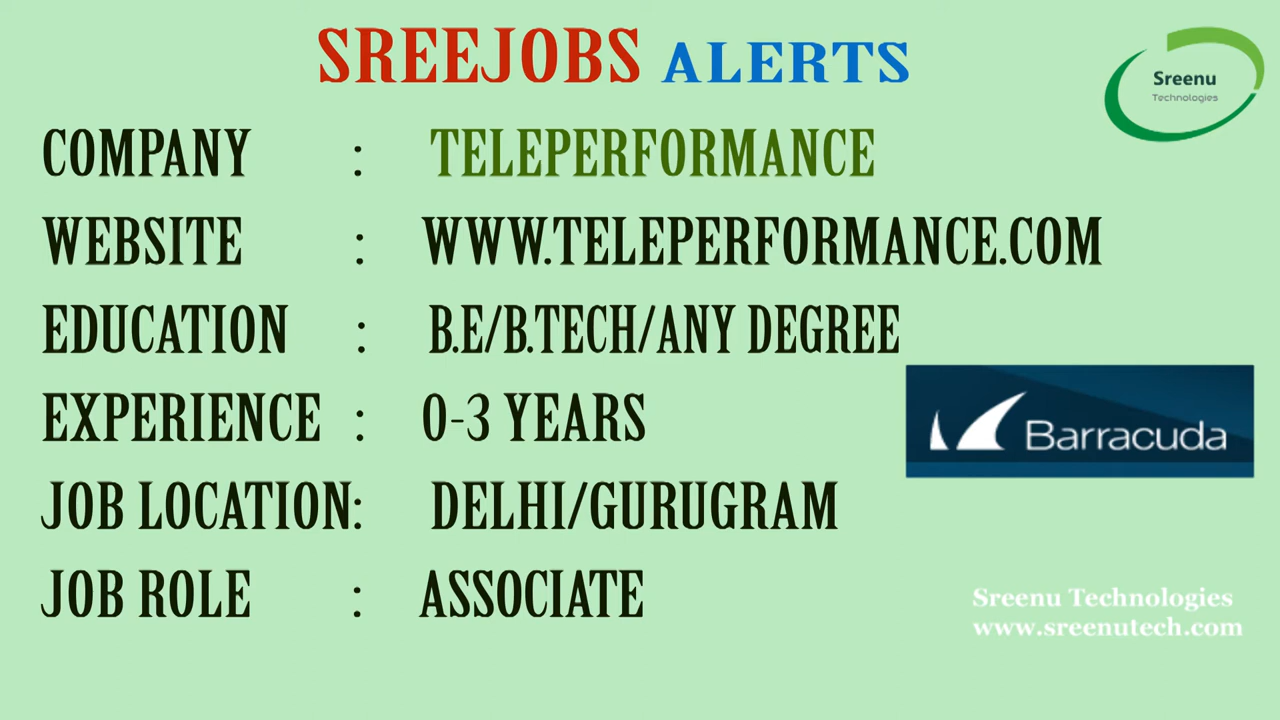 SREEJOBS ALERTS
Sreenu
Technologies
COMPANY : TELEPERFORMANCE
WEBSITE : WWW.TELEPERFORMANCE.COM
EDUCATION : B.E/B.TECH/ANY DEGREE
EXPERIENCE : 0-3 YEARS
Barracuda
JOB LOCATION: DELHI/GURUGRAM
JOB ROLE : ASSOCIATE
Sreenu Technologies
www.sreenutech.com